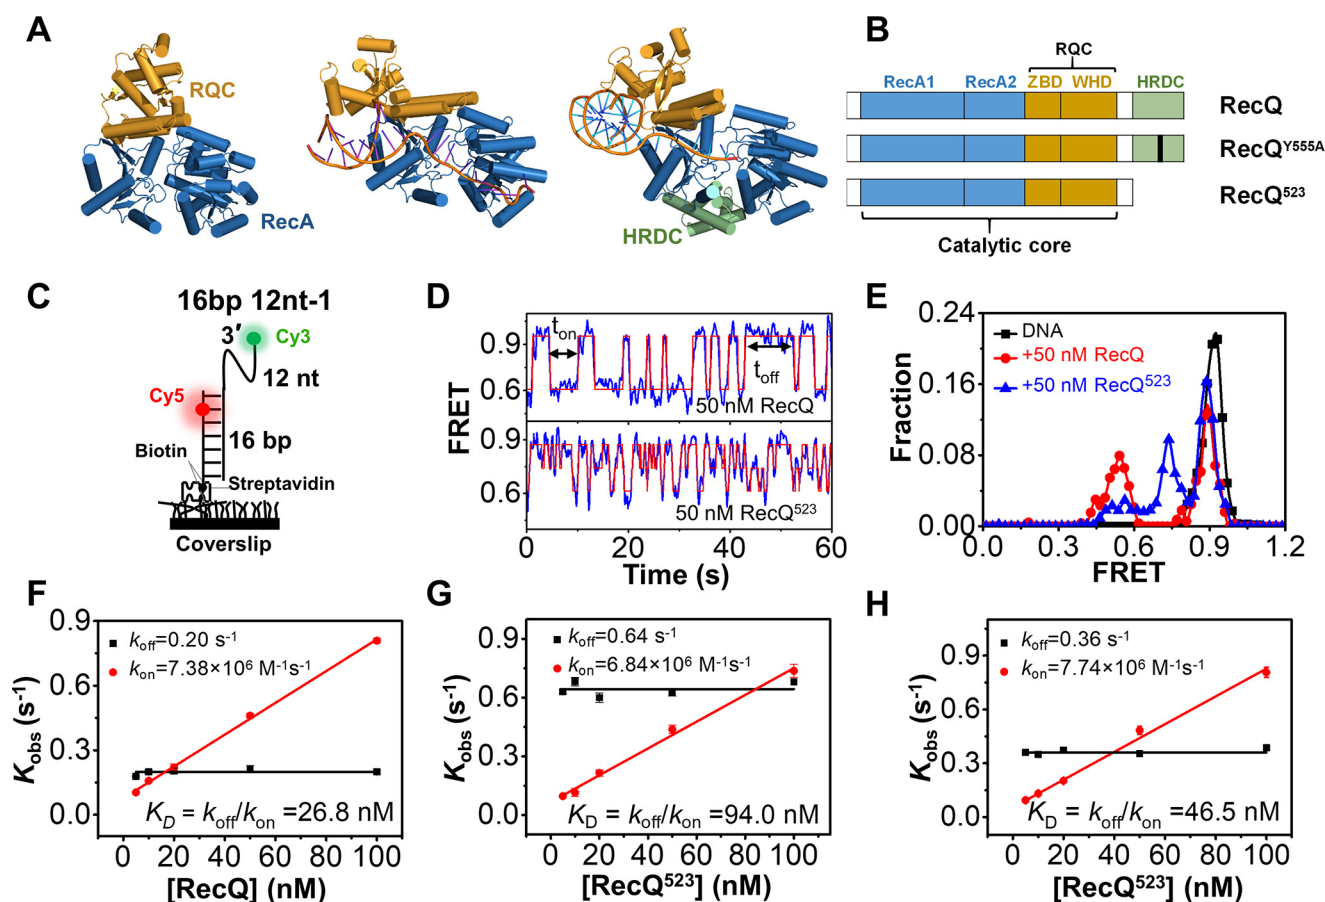 A
RQC
RecA
HRDC
B
RQC
RecA1 RecA2 ZBD WHD HRDC
RecQ
RecQY555A
RecQ523
Catalytic core
C
16bp 12nt-1
3′
Cy3
12 nt
Cy5
16 bp
Biotin
Streptavidin
Coverslip
D
FRET
0.9
0.6
ton
toff
50 nM RecQ
0.9
0.6
50 nM RecQ523
0 20 40 60
Time (s)
E
Fraction
0.24
0.16
0.08
0.00
DNA
+50 nM RecQ
+50 nM RecQ523
0.0 0.3 0.6 0.9 1.2
FRET
F
Kobs (s-1)
0.9
0.6
0.3
0.0
koff=0.20 s-1
kon=7.38×106 M-1s-1
KD = koff/kon =26.8 nM
0 20 40 60 80 100
[RecQ] (nM)
G
Kobs (s-1)
0.9
0.6
0.3
0.0
koff=0.64 s-1
kon=6.84×106 M-1s-1
KD = koff/kon =94.0 nM
0 20 40 60 80 100
[RecQ523] (nM)
H
Kobs (s-1)
0.9
0.6
0.3
0.0
koff=0.36 s-1
kon=7.74×106 M-1s-1
KD = koff/kon =46.5 nM
0 20 40 60 80 100
[RecQ523] (nM)